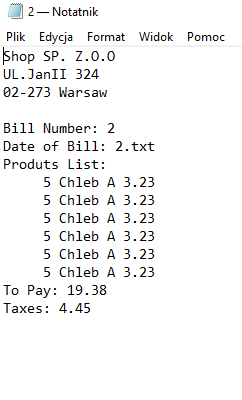 2 — Notatnik
Plik Edycja Format Widok Pomoc
Shop SP. Z.O.O
UL.JanII 324
02-273 Warsaw
Bill Number: 2
Date of Bill: 2.txt
Produts List:
5 Chleb A 3.23
5 Chleb A 3.23
5 Chleb A 3.23
5 Chleb A 3.23
5 Chleb A 3.23
5 Chleb A 3.23
To Pay: 19.38
Taxes: 4.45